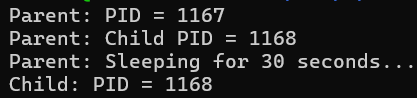 Parent: PID = 1167
Parent: Child PID = 1168
Parent: Sleeping for 30 seconds...
Child: PID = 1168